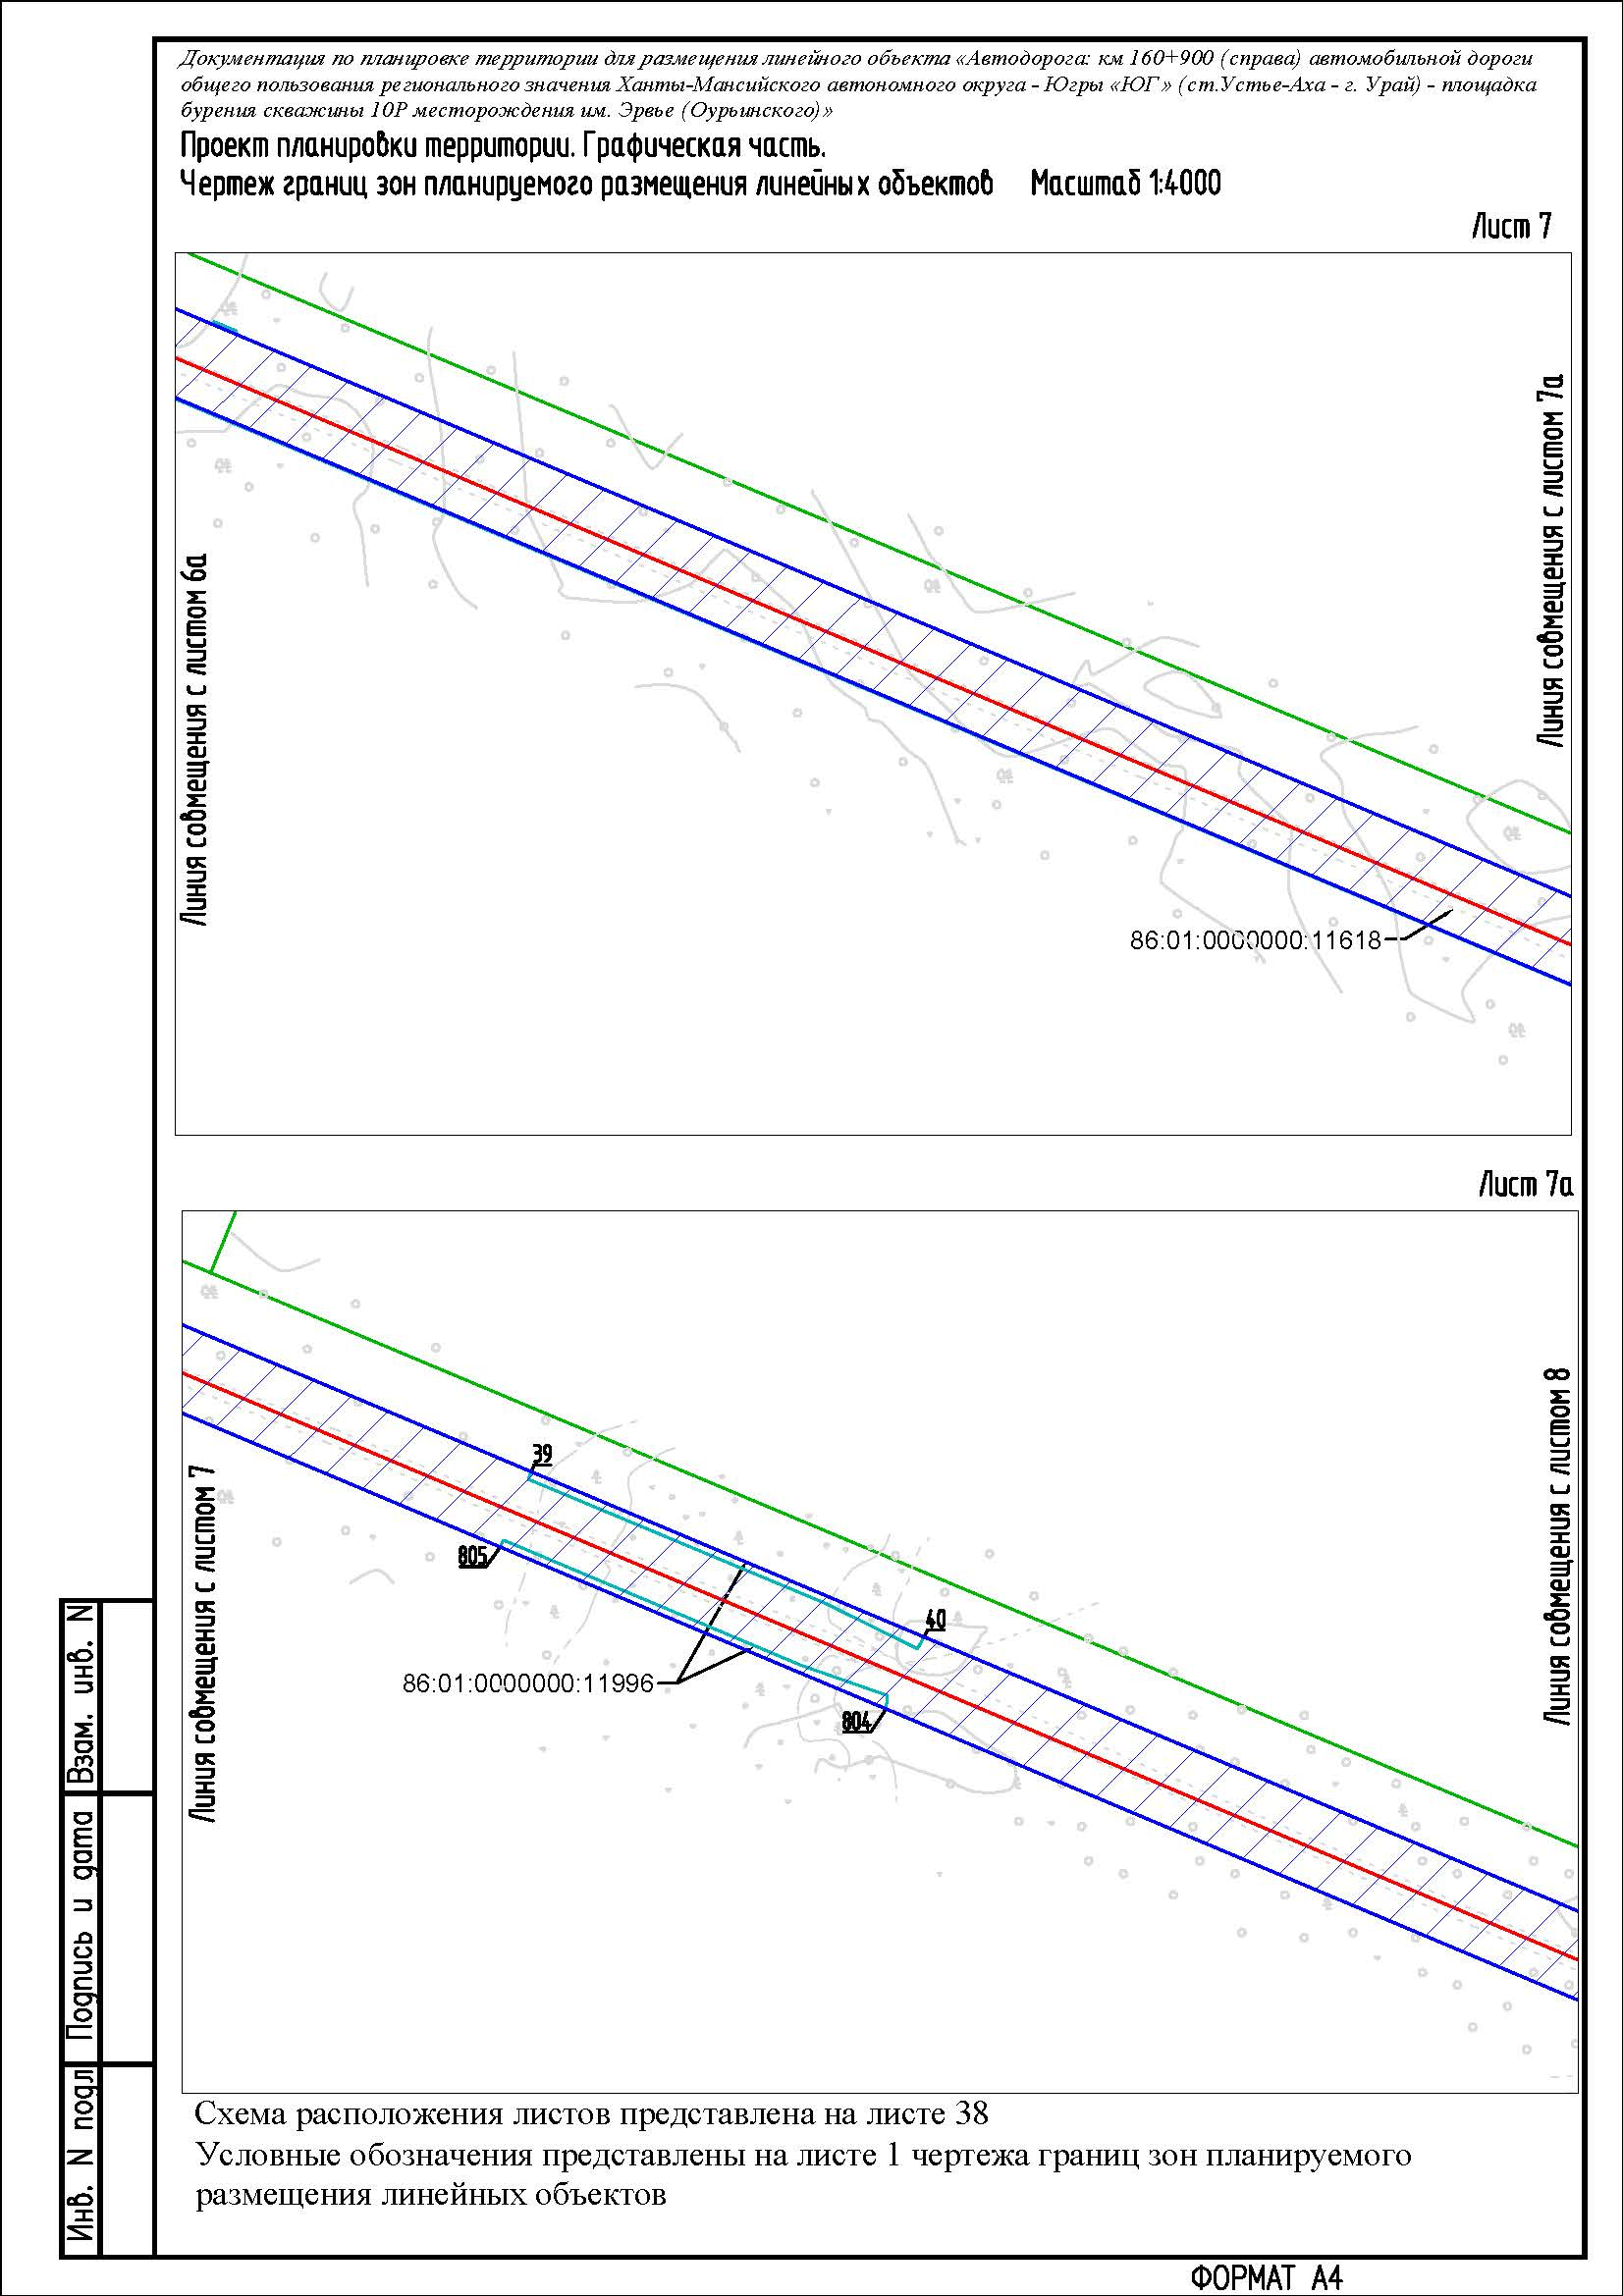 Документация по планировке территории для размещения линейного объекта «Автодорога: км 160+900 (справа) автомобильной дороги
общего пользования регионального значения Ханты-Мансийского автономного округа - Югры «ЮГ» (ст.Устье-Аха - г. Урай) - площадка
бурения скважины 10Р месторождения им. Эрвье (Оурьинского)»
Проект планировки территории. Графическая часть.
Чертеж границ зон планируемого размещения линейных объектов Масштаб 1:4000
Лист 7
Линия совмещения с листом 6а
Линия совмещения с листом 7а
86:01:0000000:11618
Лист 7а
Линия совмещения с листом 7
Линия совмещения с листом 8
39
805
40
86:01:0000000:11996
804
Взам. инв. N
Подпись и дата
Инв. N подл
Схема расположения листов представлена на листе 38
Условные обозначения представлены на листе 1 чертежа границ зон планируемого
размещения линейных объектов
ФОРМАТ А4